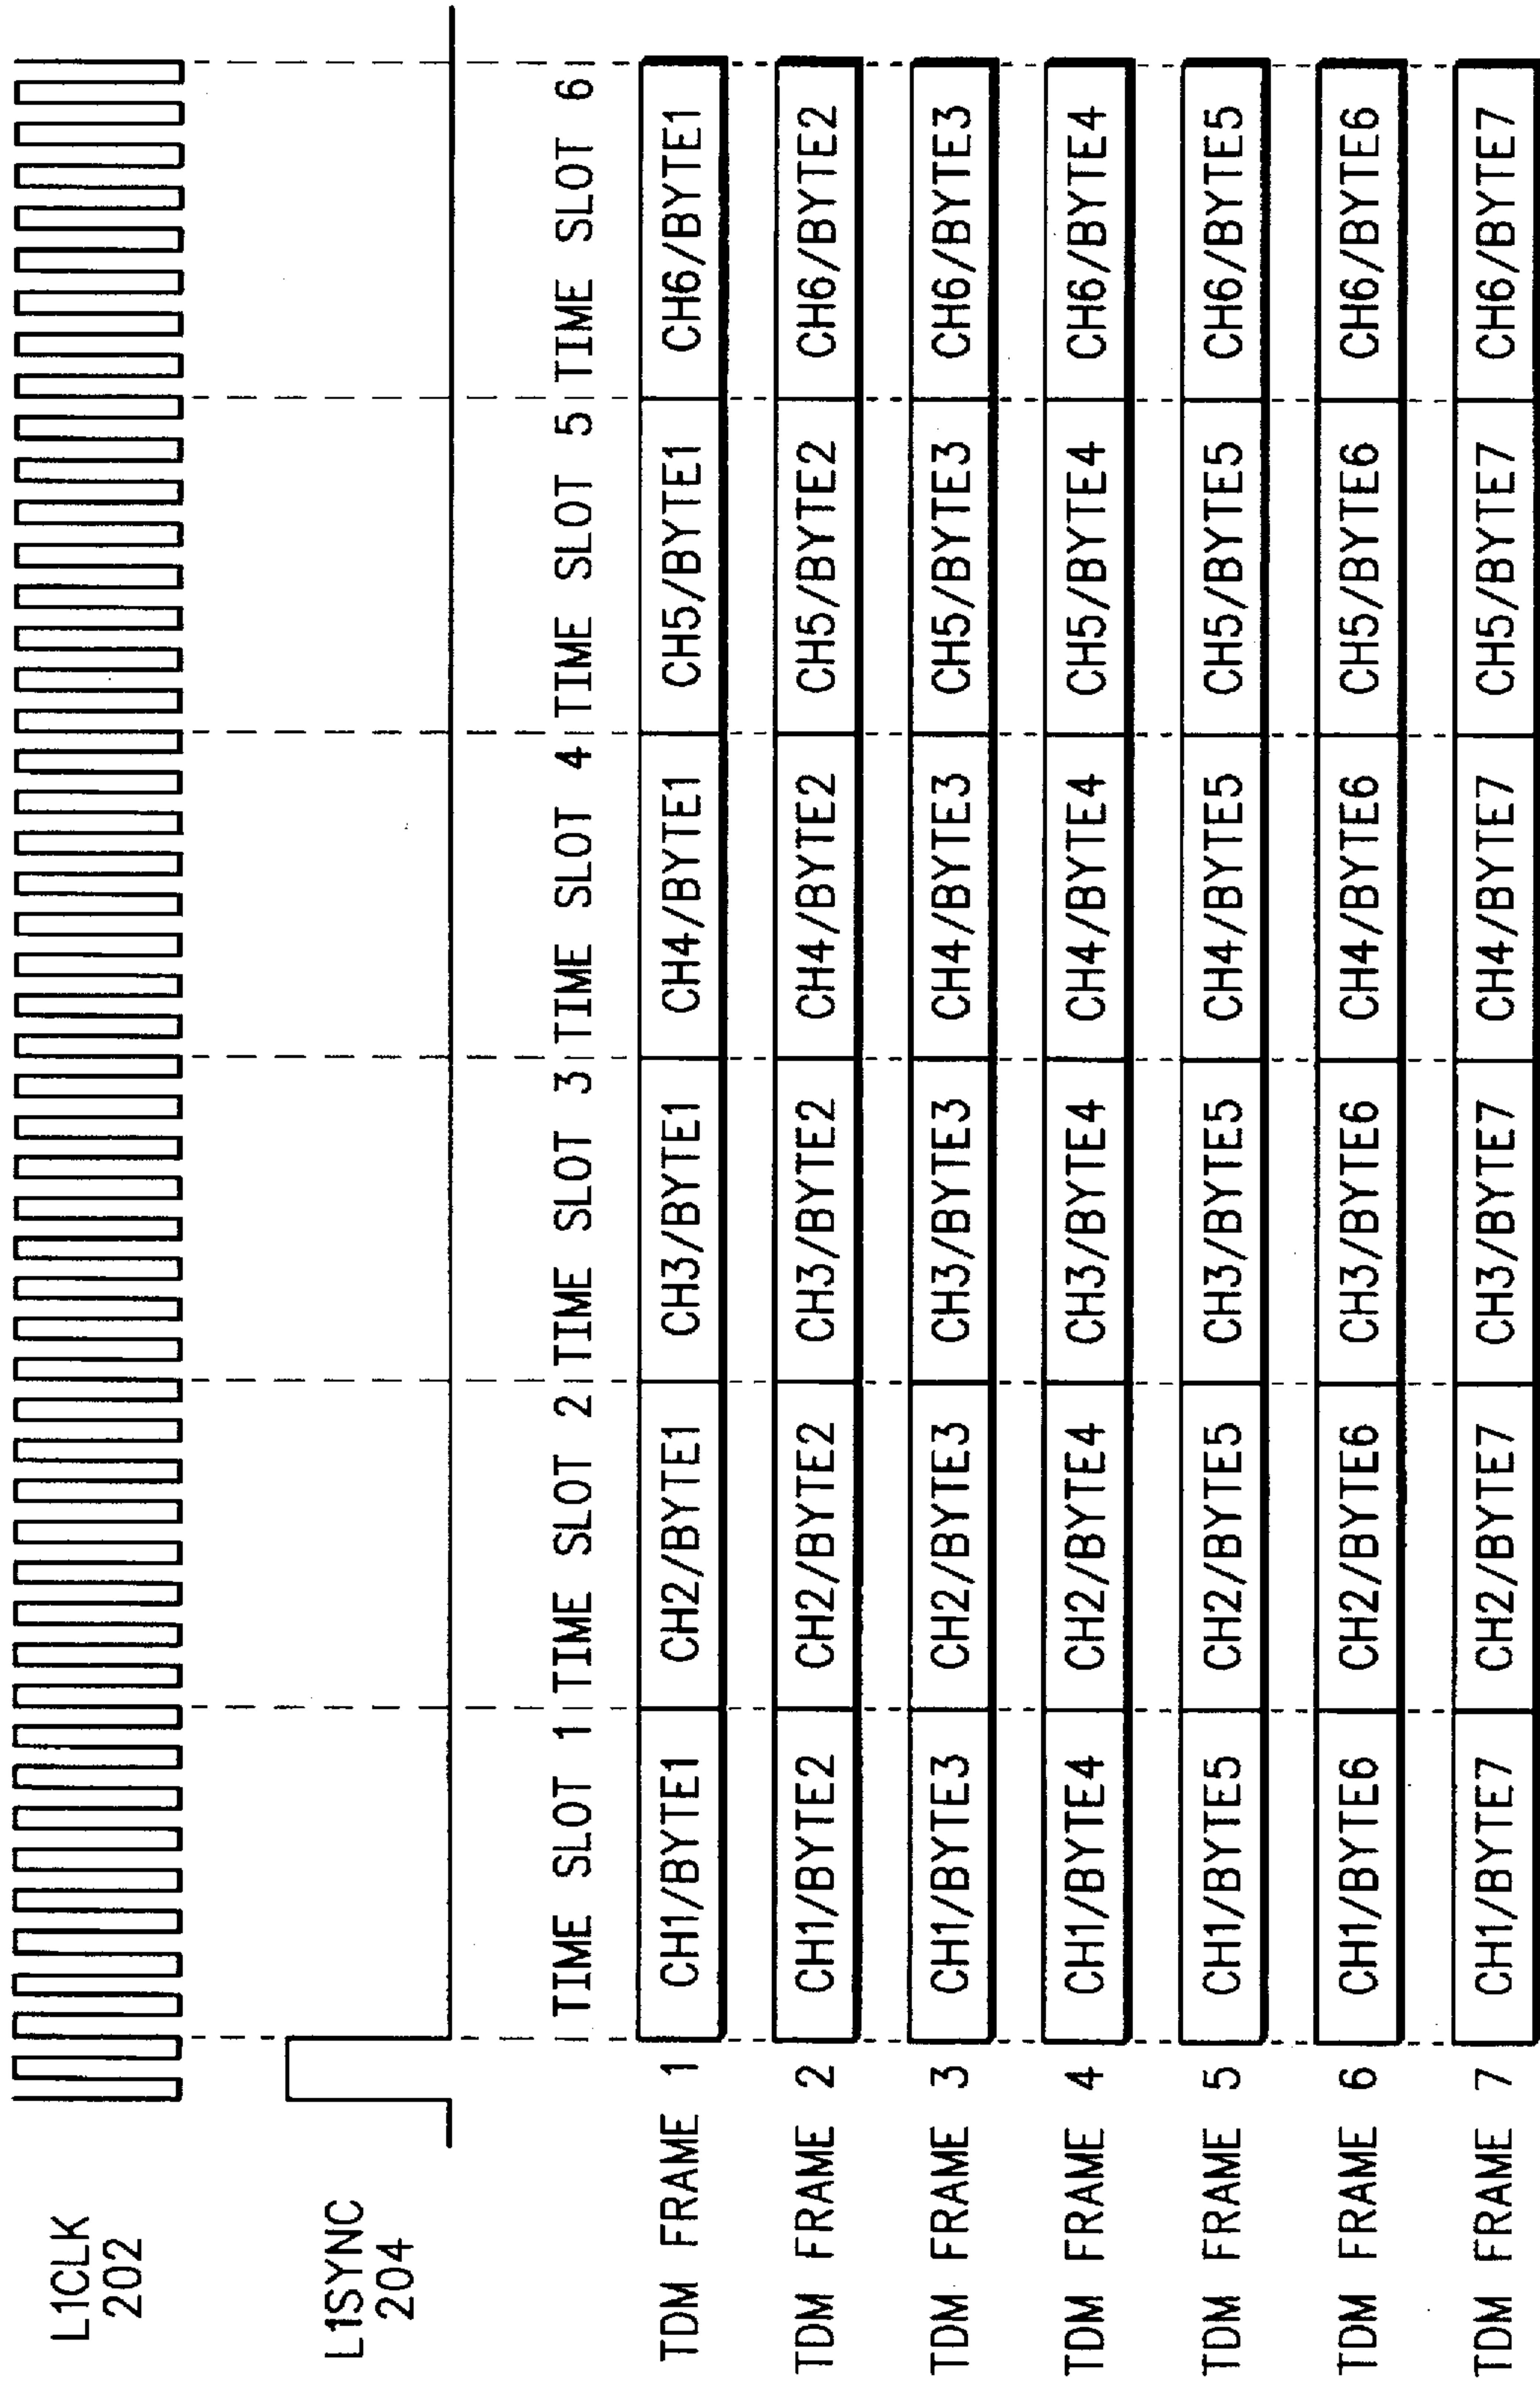 L1CLK
202
L1SYNC
204
TIME SLOT 1 TIME SLOT 2 TIME SLOT 3 TIME SLOT 4 TIME SLOT 5 TIME SLOT 6
TDM FRAME 1 CH1/BYTE1 CH2/BYTE1 CH3/BYTE1 CH4/BYTE1 CH5/BYTE1 CH6/BYTE1
TDM FRAME 2 CH1/BYTE2 CH2/BYTE2 CH3/BYTE2 CH4/BYTE2 CH5/BYTE2 CH6/BYTE2
TDM FRAME 3 CH1/BYTE3 CH2/BYTE3 CH3/BYTE3 CH4/BYTE3 CH5/BYTE3 CH6/BYTE3
TDM FRAME 4 CH1/BYTE4 CH2/BYTE4 CH3/BYTE4 CH4/BYTE4 CH5/BYTE4 CH6/BYTE4
TDM FRAME 5 CH1/BYTE5 CH2/BYTE5 CH3/BYTE5 CH4/BYTE5 CH5/BYTE5 CH6/BYTE5
TDM FRAME 6 CH1/BYTE6 CH2/BYTE6 CH3/BYTE6 CH4/BYTE6 CH5/BYTE6 CH6/BYTE6
TDM FRAME 7 CH1/BYTE7 CH2/BYTE7 CH3/BYTE7 CH4/BYTE7 CH5/BYTE7 CH6/BYTE7